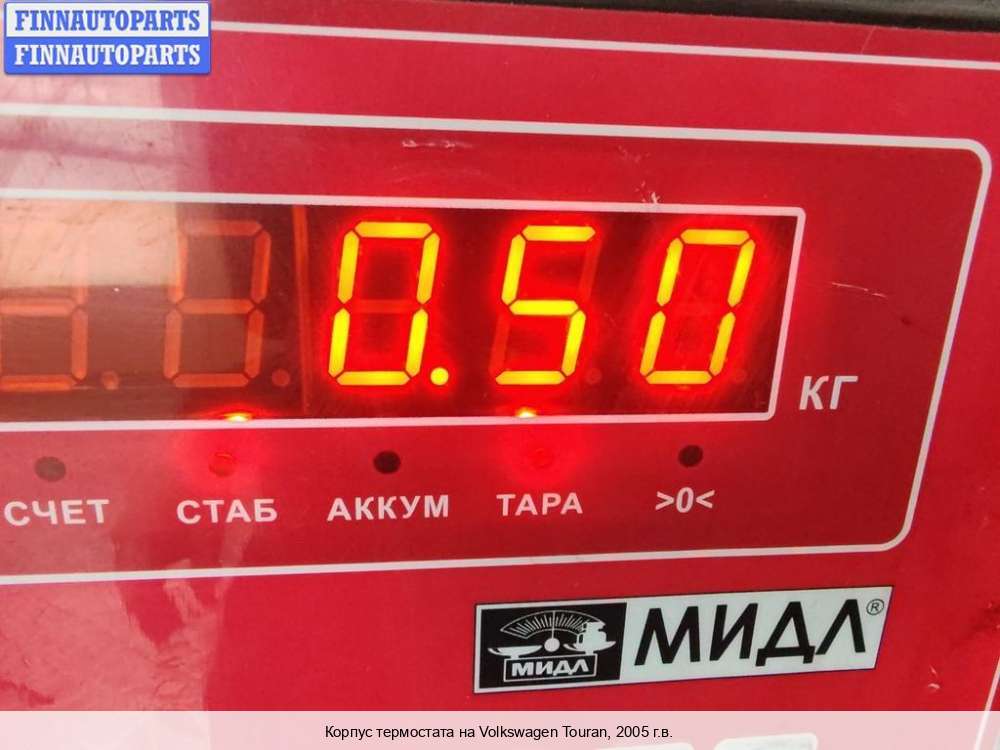 FINNAUTOPARTS
FINNAUTOPARTS
0.50
КГ
СЧЕТ СТАБ АККУМ ТАРА >0<
МИДЛ МИДЛ®
Корпус термостата на Volkswagen Touran, 2005 г.в.